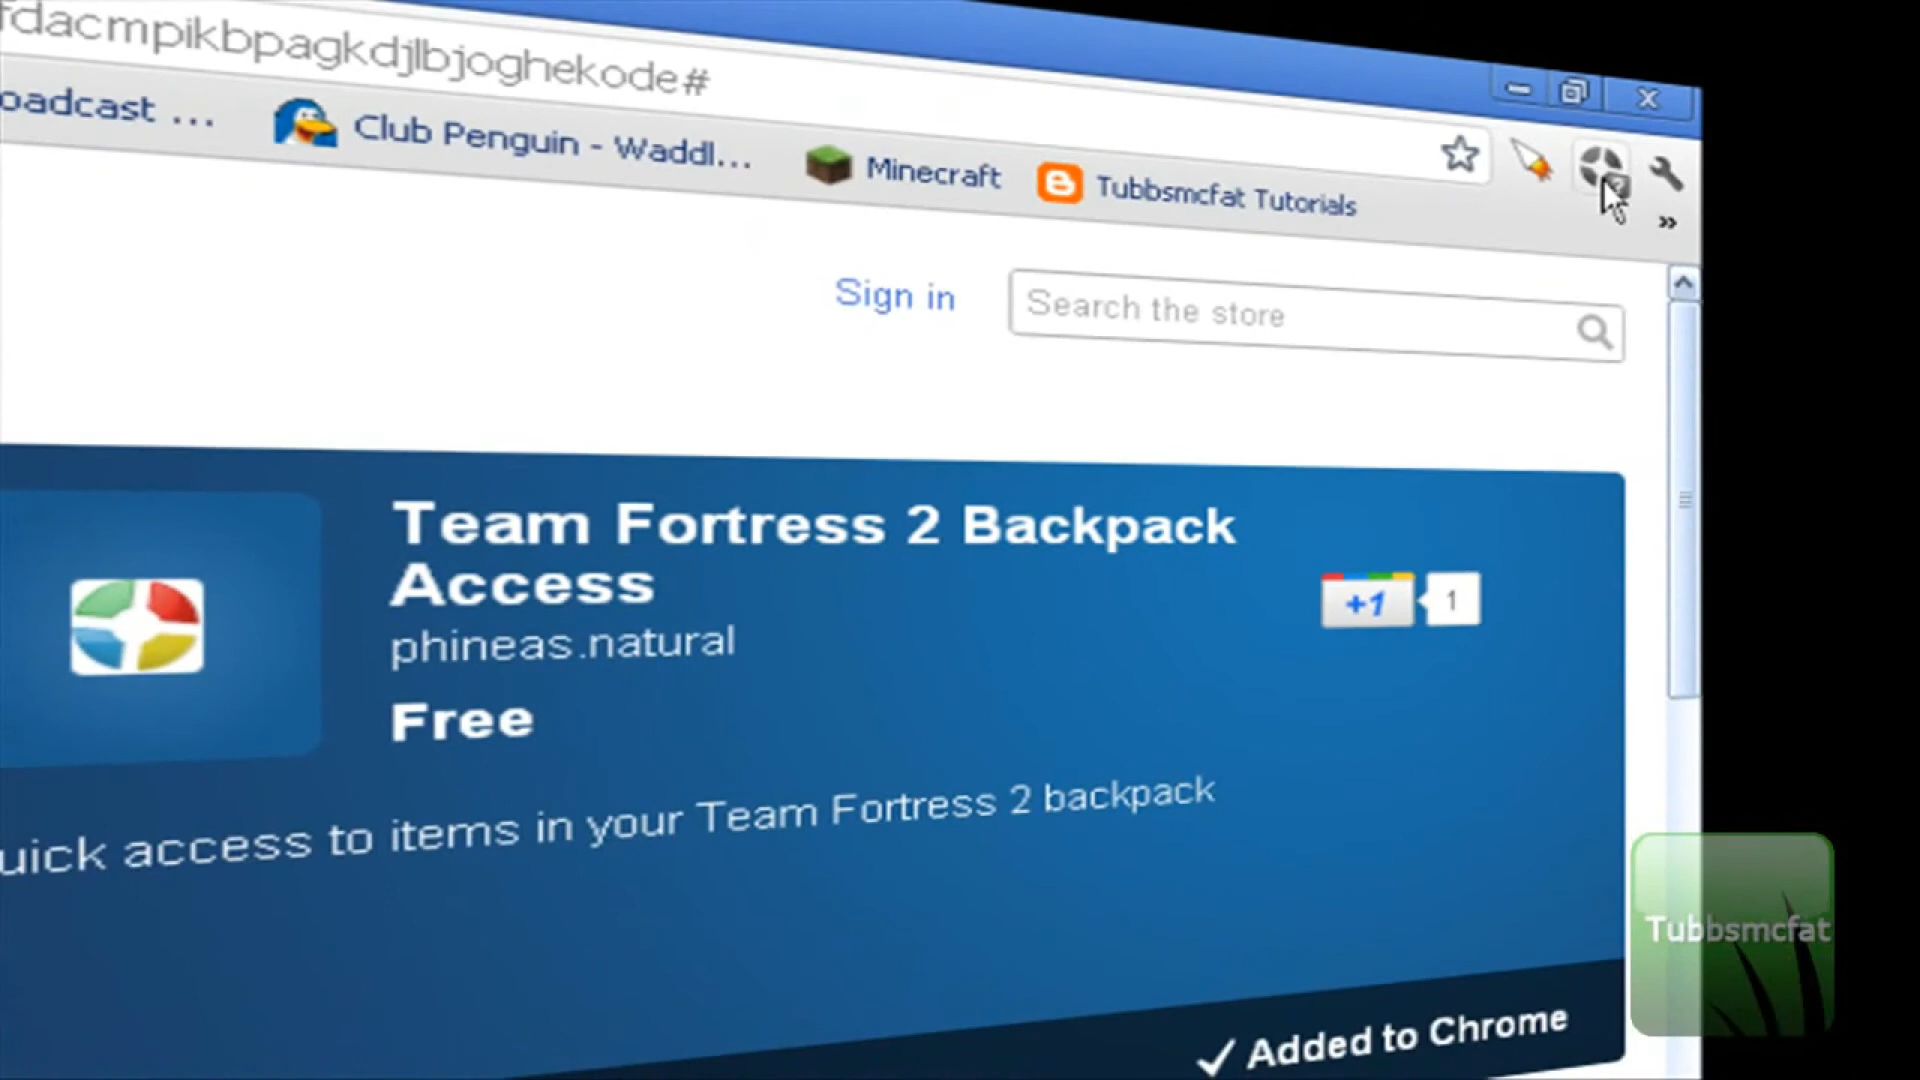 fdacmpikbpagkdjlbjoghekode#
oadcast ...
Club Penguin - Waddl...
Minecraft
Tubbsmcfat Tutorials
»
Sign in
Search the store
Team Fortress 2 Backpack
Access
phineas.natural
+1
1
Free
uick access to items in your Team Fortress 2 backpack
Added to Chrome
Tubbsmcfat